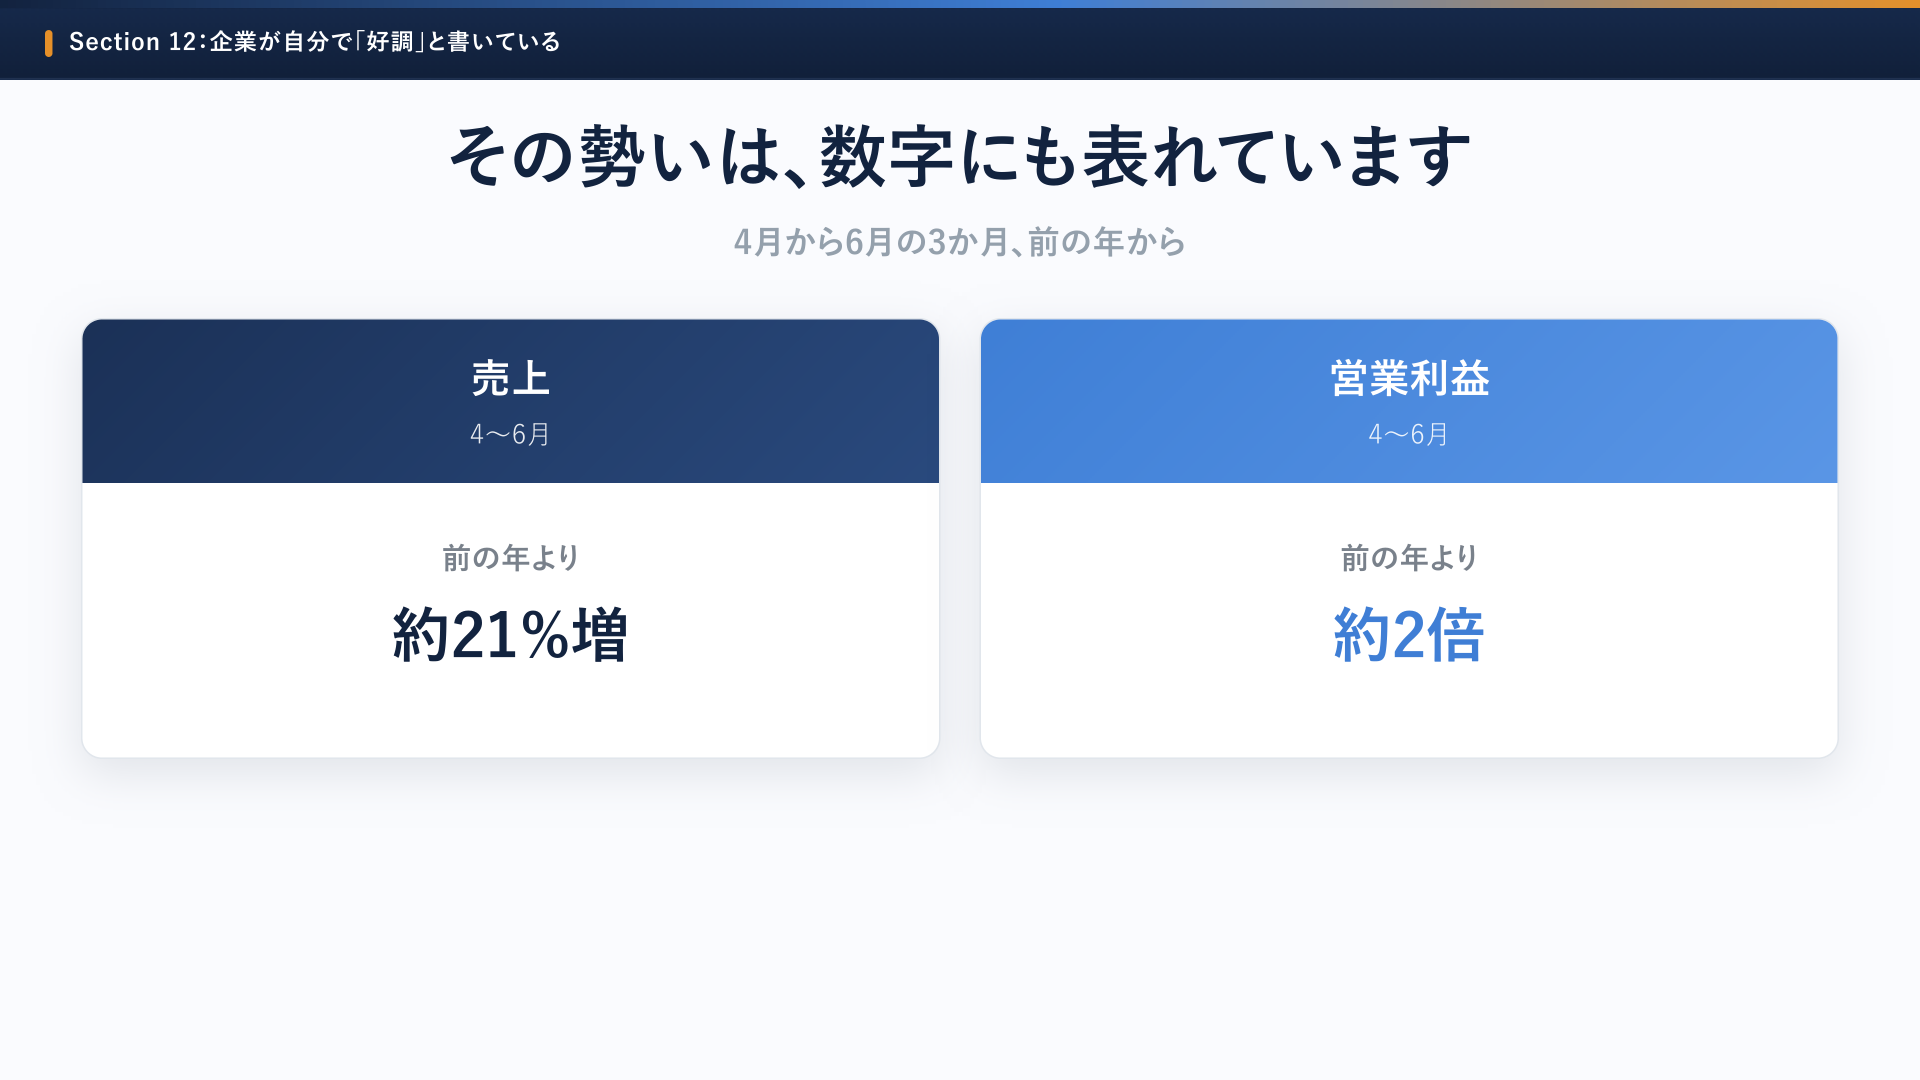 Section 12：企業が自分で「好調」と書いている
その勢いは、数字にも表れています
4月から6月の3か月、前の年から
売上
4〜6月
前の年より
約21%増
営業利益
4〜6月
前の年より
約2倍